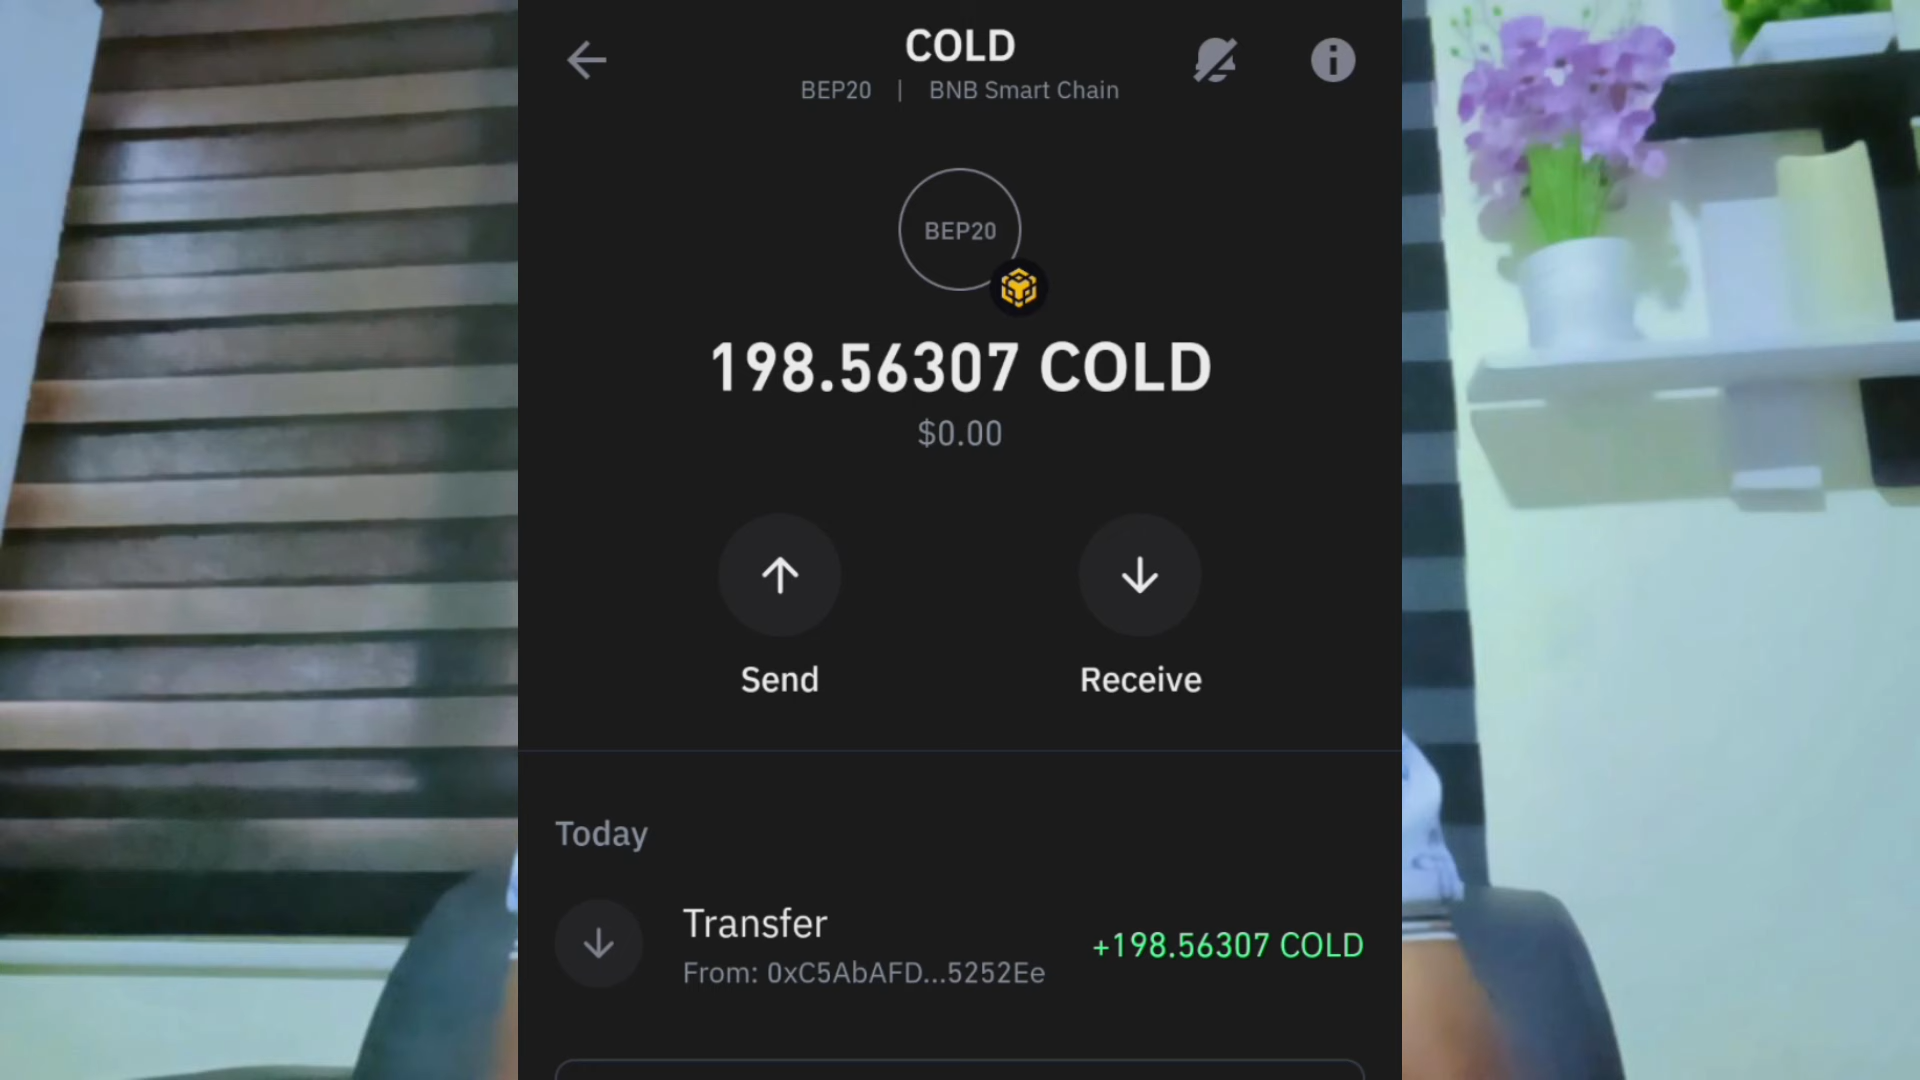 COLD
BEP20 | BNB Smart Chain
BEP20
198.56307 COLD
$0.00
Send
Receive
Today
Transfer
+198.56307 COLD
From: 0xC5AbAFD...5252Ee